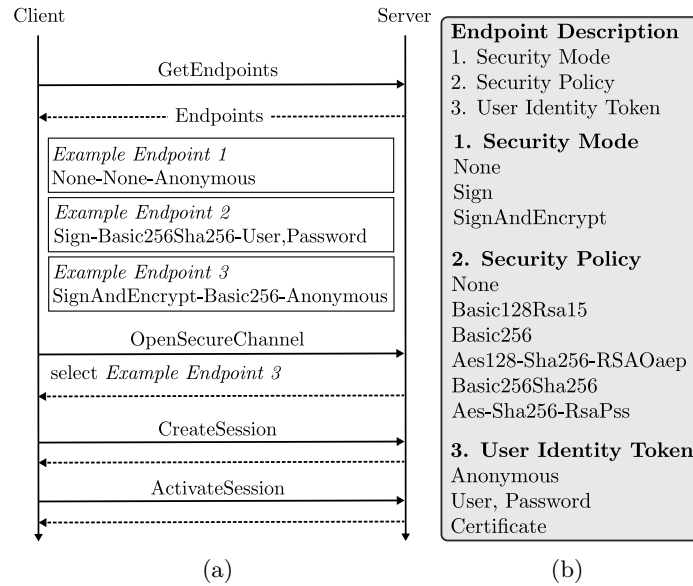 Client
Server
GetEndpoints
Endpoints
Example Endpoint 1
None-None-Anonymous
Example Endpoint 2
Sign-Basic256Sha256-User,Password
Example Endpoint 3
SignAndEncrypt-Basic256-Anonymous
OpenSecureChannel
select Example Endpoint 3
CreateSession
ActivateSession
(a)
Endpoint Description
1. Security Mode
2. Security Policy
3. User Identity Token
1. Security Mode
None
Sign
SignAndEncrypt
2. Security Policy
None
Basic128Rsa15
Basic256
Aes128-Sha256-RSAOaep
Basic256Sha256
Aes-Sha256-RsaPss
3. User Identity Token
Anonymous
User, Password
Certificate
(b)